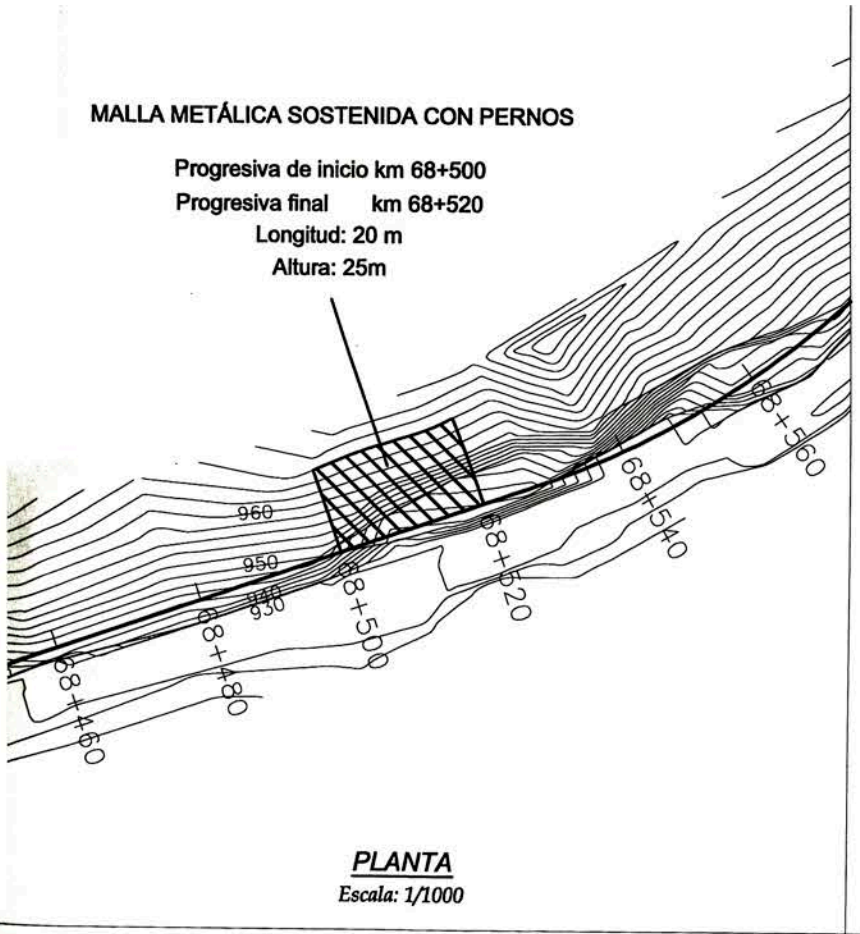 MALLA METÁLICA SOSTENIDA CON PERNOS
Progresiva de inicio km 68+500
Progresiva final km 68+520
Longitud: 20 m
Altura: 25m
960
950
940
930
68+460
68+480
68+500
68+520
68+540
68+560
PLANTA
Escala: 1/1000